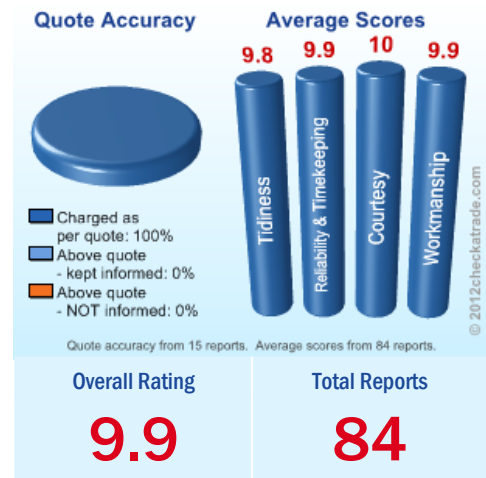 Quote Accuracy
Charged as
per quote: 100%
Above quote
- kept informed: 0%
Above quote
- NOT informed: 0%
Average Scores
9.8
9.9
10
9.9
Tidiness
Reliability & Timekeeping
Courtesy
Workmanship
© 2012checkatrade.com
Quote accuracy from 15 reports. Average scores from 84 reports.
Overall Rating
9.9
Total Reports
84